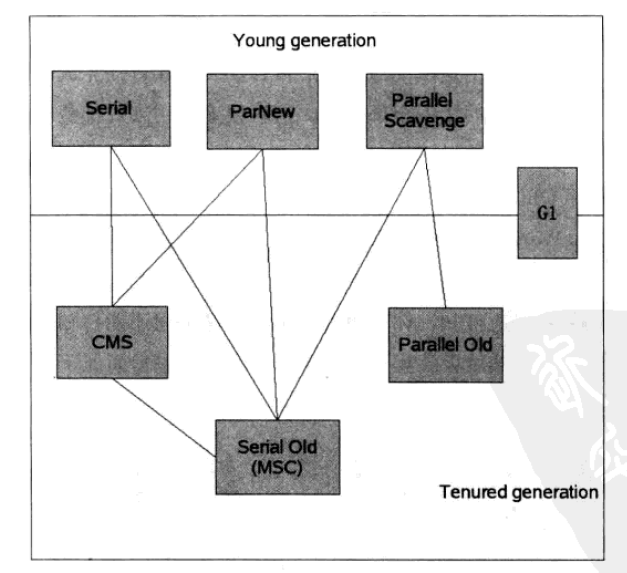 Young generation
Serial
ParNew
Parallel
Scavenge
G1
CMS
Parallel Old
Serial Old
(MSC)
Tenured generation